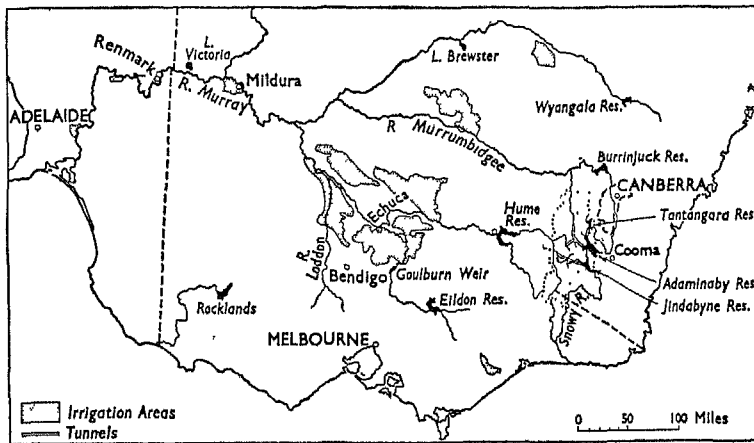 Renmark
L.
Victoria
Mildura
R. Murray
ADELAIDE
L. Brewster
Wyangala Res.
R Murrumbidgee
Burrinjuck Res.
CANBERRA
Tantangara Res
Hume
Res.
Echuca
Cooma
R. Loddon
Bendigo
Goulburn Weir
Adaminaby Res
Jindabyne Res.
Eildon Res.
Snowy R.
Rocklands
MELBOURNE
Irrigation Areas
Tunnels
0 50 100 Miles